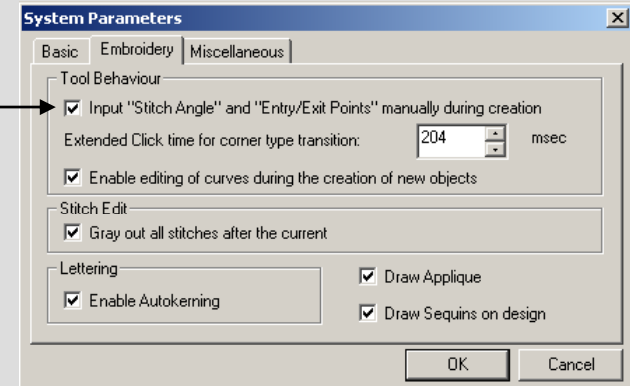 System Parameters
Basic Embroidery Miscellaneous
Tool Behaviour
Input "Stitch Angle" and "Entry/Exit Points" manually during creation
Extended Click time for corner type transition: 204 msec
Enable editing of curves during the creation of new objects
Stitch Edit
Gray out all stitches after the current
Lettering
Enable Autokerning
Draw Applique
Draw Sequins on design
OK Cancel